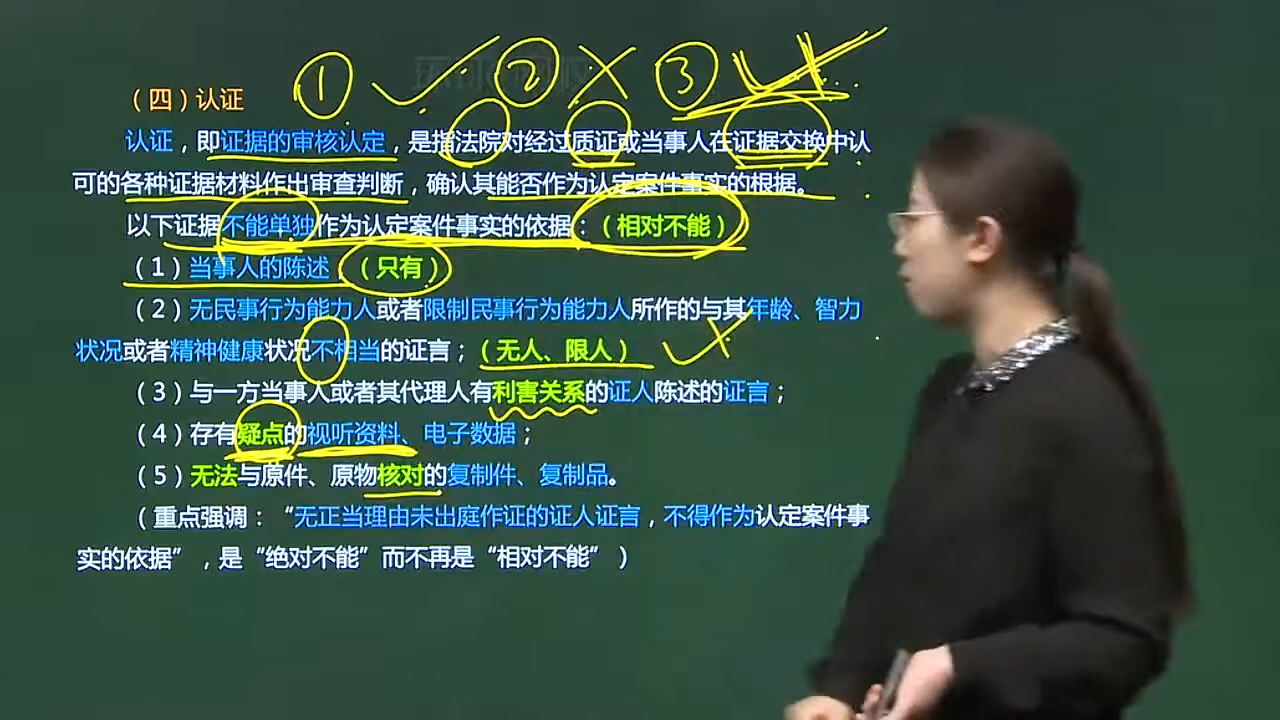 ① ② ③
（四）认证
认证，即证据的审核认定，是指法院对经过质证或当事人在证据交换中认
可的各种证据材料作出审查判断，确认其能否作为认定案件事实的根据。
以下证据不能单独作为认定案件事实的依据：（相对不能）
（1）当事人的陈述；（只有）
（2）无民事行为能力人或者限制民事行为能力人所作的与其年龄、智力
状况或者精神健康状况不相当的证言；（无人、限人）
（3）与一方当事人或者其代理人有利害关系的证人陈述的证言；
（4）存有疑点的视听资料、电子数据；
（5）无法与原件、原物核对的复制件、复制品。
（重点强调：“无正当理由未出庭作证的证人证言，不得作为认定案件事
实的依据”，是“绝对不能”而不再是“相对不能”）